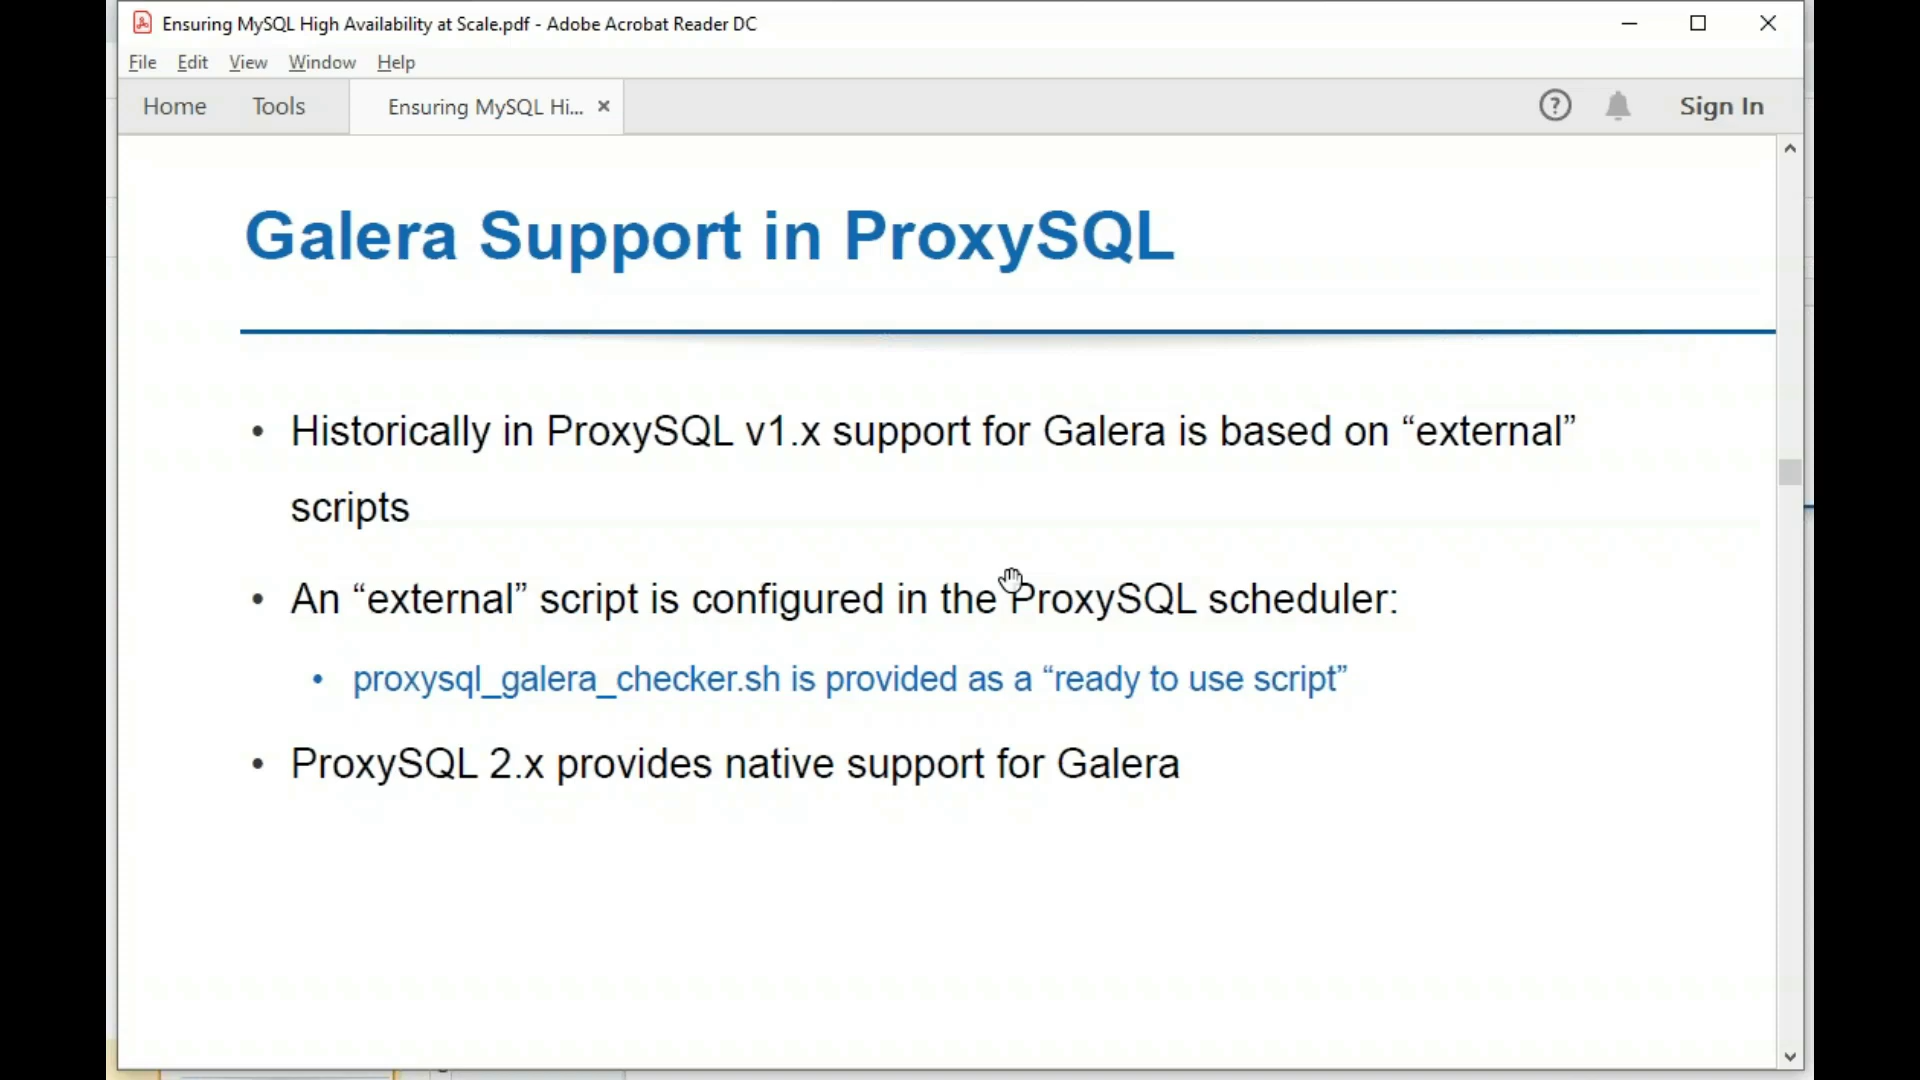 Ensuring MySQL High Availability at Scale.pdf - Adobe Acrobat Reader DC
File Edit View Window Help
Home Tools Ensuring MySQL Hi... Sign In
Galera Support in ProxySQL
• Historically in ProxySQL v1.x support for Galera is based on “external”
scripts
• An “external” script is configured in the ProxySQL scheduler:
• proxysql_galera_checker.sh is provided as a “ready to use script”
• ProxySQL 2.x provides native support for Galera